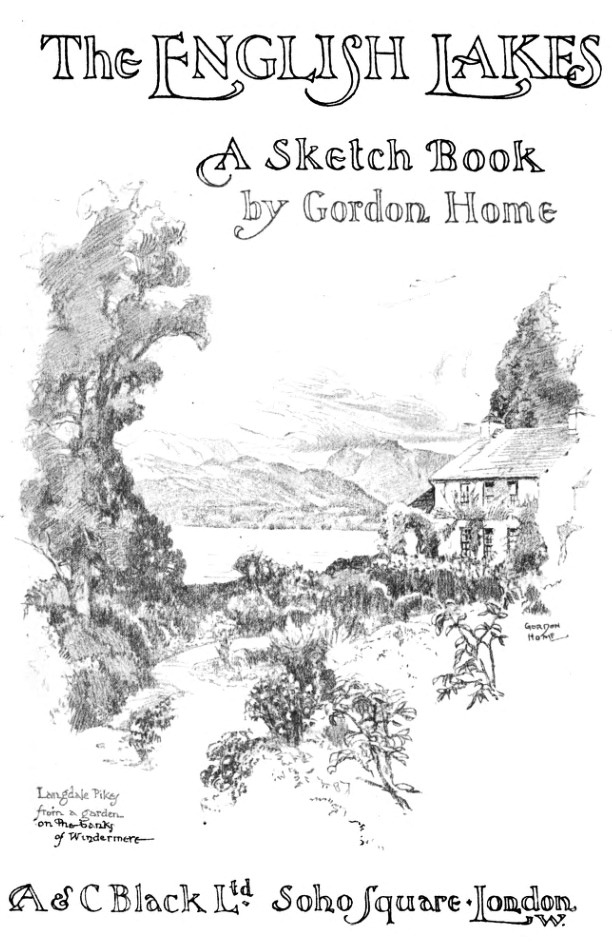 The ENGLISH LAKES
A Sketch Book
by Gordon Home
GORDON
HOME
Langdale Pikes
from a garden
on the banks
of Windermere
A & C Black Ltd. Soho Square · London
W.